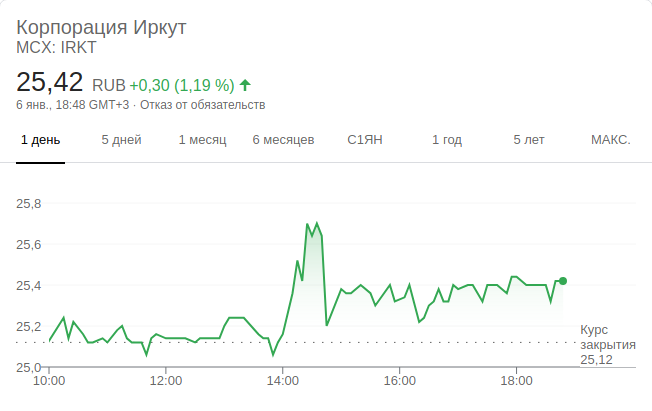 Корпорация Иркут
MCX: IRKT
25,42 RUB +0,30 (1,19 %)
6 янв., 18:48 GMT+3 · Отказ от обязательств
1 день 5 дней 1 месяц 6 месяцев С1ЯН 1 год 5 лет МАКС.
25,8
25,6
25,4
25,2
Курс
закрытия
25,12
25,0
10:00 12:00 14:00 16:00 18:00